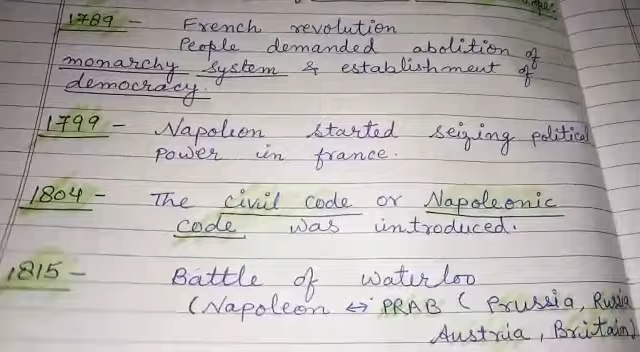 1789 - French revolution
People demanded abolition of
monarchy system & establishment of
democracy.
1799 - Napoleon started seizing political
power in france.
1804 - The civil code or Napoleonic
code was introduced.
1815 - Battle of Waterloo
(Napoleon ↔ PRAB (Prussia, Russia
Austria, Britain)